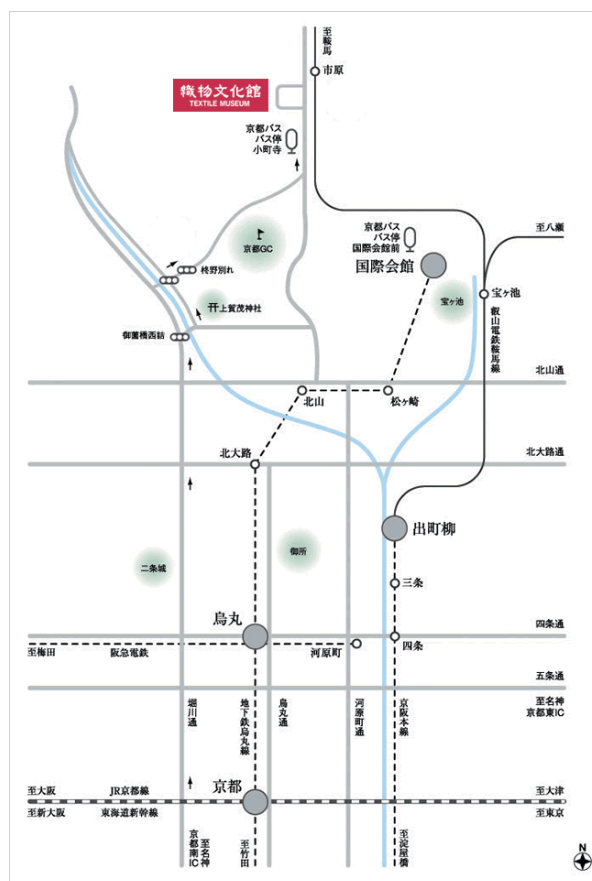 至鞍馬
市原
織物文化館
TEXTILE MUSEUM
京都バス
バス停
小町寺
京都バス
バス停
国際会館前
至八瀬
京都GC
国際会館
柊野別れ
宝ヶ池
宝ヶ池
上賀茂神社
叡山電鉄鞍馬線
御薗橋西詰
北山通
北山
松ヶ崎
北大路
北大路通
出町柳
御所
二条城
三条
烏丸
四条通
至梅田
阪急電鉄
河原町
四条
五条通
堀川通
地下鉄烏丸線
烏丸通
河原町通
京阪本線
至名神
京都東IC
京都
至大阪
JR京都線
至大津
至新大阪
東海道新幹線
至東京
至名神
京都南IC
至竹田
至淀屋橋
N